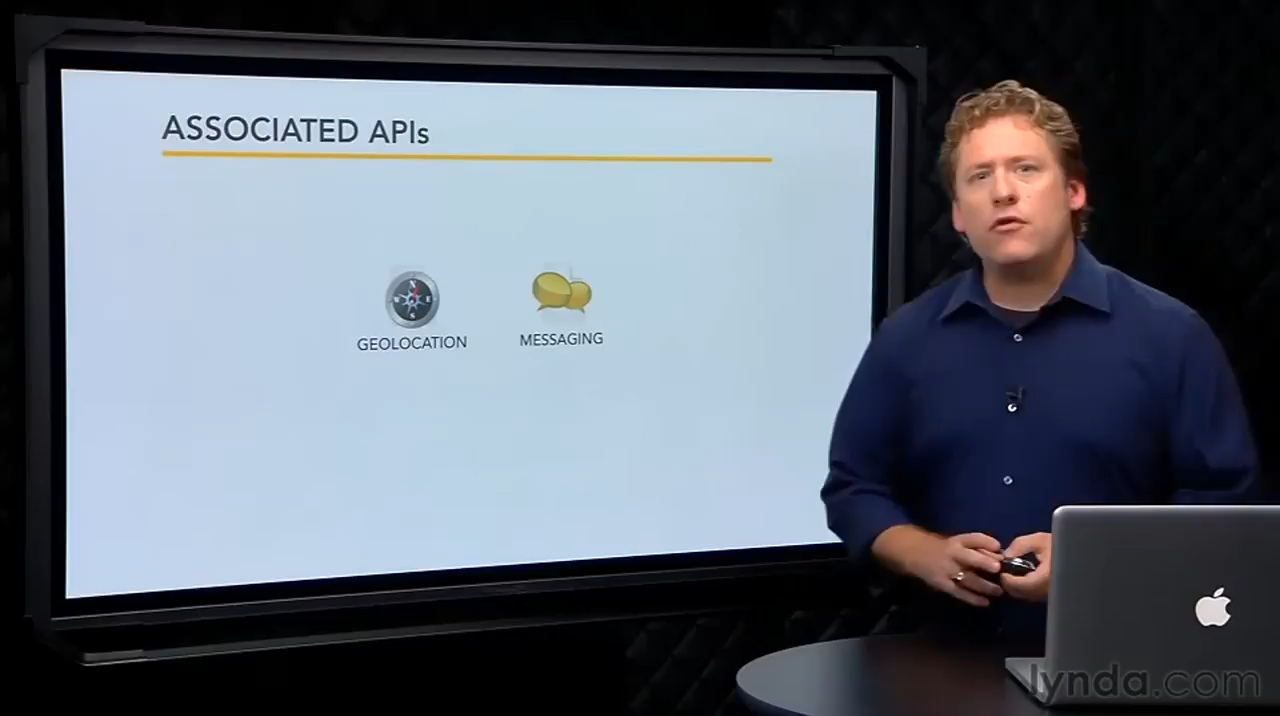 ASSOCIATED APIs
N
W E
S
GEOLOCATION
MESSAGING
lynda.com